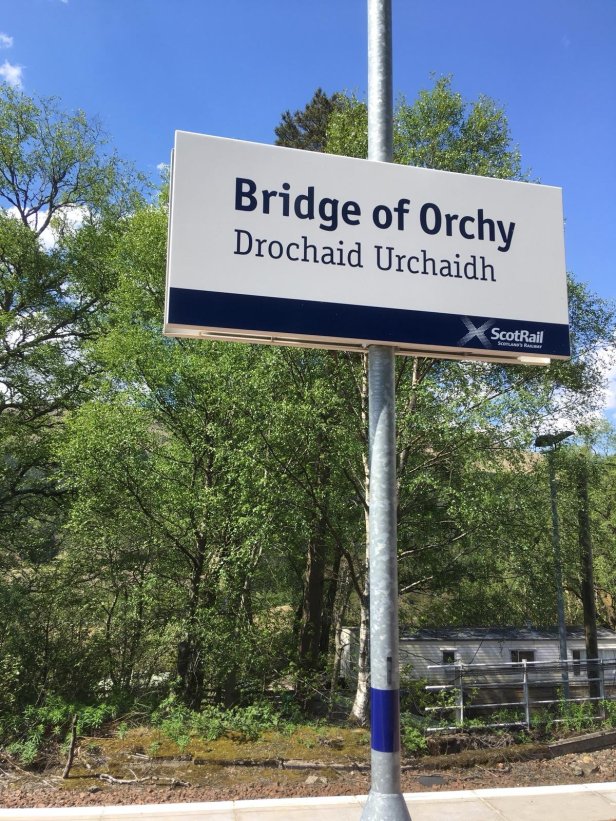 Bridge of Orchy
Drochaid Urchaidh
ScotRail
SCOTLAND'S RAILWAY